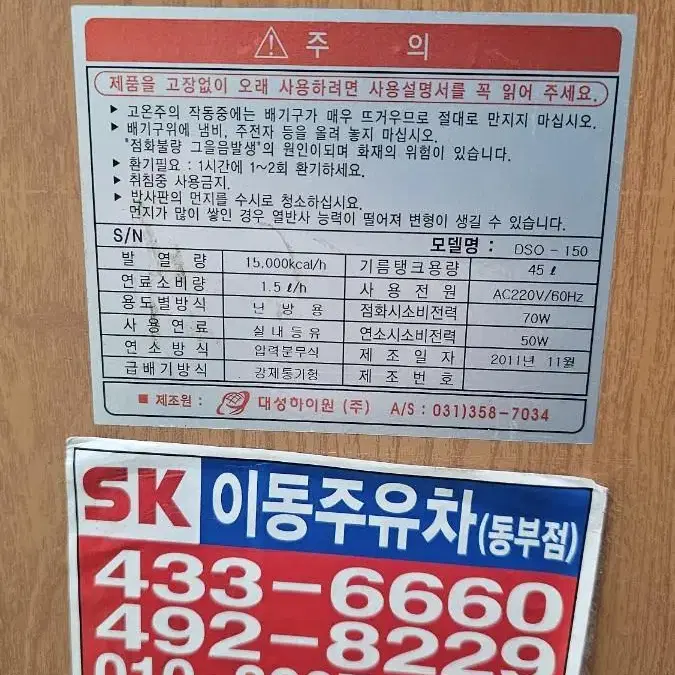 주 의
제품을 고장없이 오래 사용하려면 사용설명서를 꼭 읽어 주세요.
▶ 고온주의 작동중에는 배기구가 매우 뜨거우므로 절대로 만지지 마십시오.
▶ 배기구위에 냄비, 주전자 등을 올려 놓지 마십시오.
"점화불량 그을음발생"의 원인이되며 화재의 위험이 있습니다.
▶ 환기필요 : 1시간에 1~2회 환기하세요.
▶ 취침중 사용금지.
▶ 반사판의 먼지를 수시로 청소하십시요.
먼지가 많이 쌓인 경우 열반사 능력이 떨어져 변형이 생길 수 있습니다.
S/N 모델명 : DSO - 150
발 열 량 15,000kcal/h 기름탱크용량 45 ℓ
연료소비량 1.5 ℓ/h 사 용 전 원 AC220V/60Hz
용도별방식 난 방 용 점화시소비전력 70W
사 용 연 료 실 내 등 유 연소시소비전력 50W
연 소 방 식 압력분무식 제 조 일 자 2011년 11월
급배기방식 강제통기형 제 조 번 호
■ 제조원 : 대성하이원 (주) A/S : 031)358-7034
SK 이동주유차(동부점)
433-6660
492-8229
010